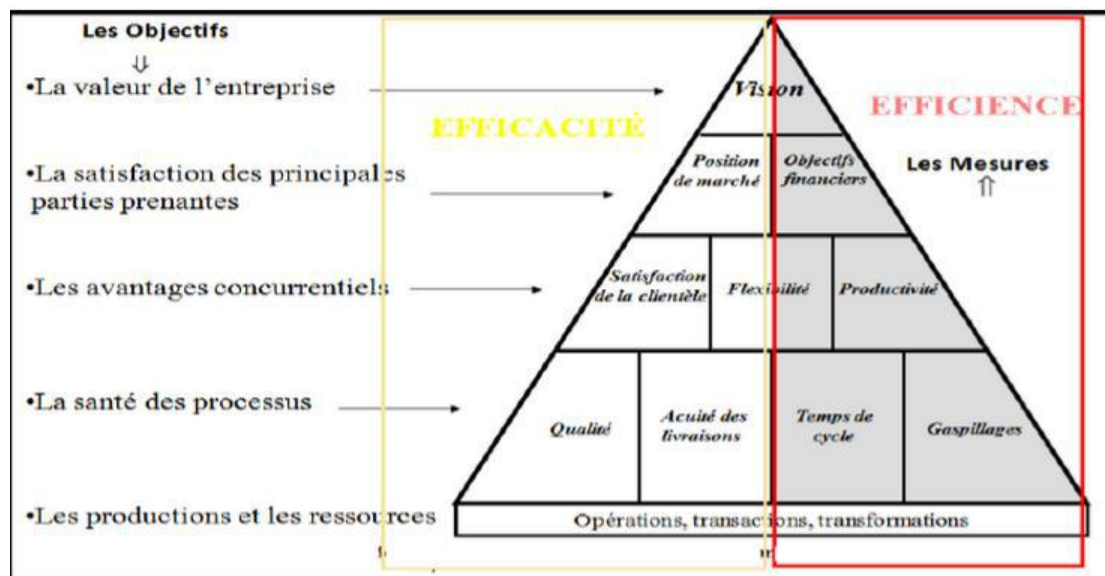 Les Objectifs
⇓
•La valeur de l'entreprise
Vision
EFFICACITÉ
EFFICIENCE
•La satisfaction des principales
parties prenantes
Position
de marché
Objectifs
financiers
Les Mesures
⇑
•Les avantages concurrentiels
Satisfaction
de la clientèle
Flexibilité
Productivité
•La santé des processus
Qualité
Acuité des
livraisons
Temps de
cycle
Gaspillages
•Les productions et les ressources
Opérations, transactions, transformations